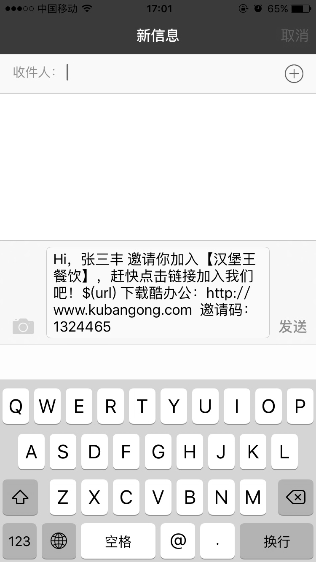 中国移动 17:01 65%
新信息 取消
收件人：
Hi，张三丰 邀请你加入【汉堡王
餐饮】，赶快点击链接加入我们
吧！$(url) 下载酷办公：http://
www.kubangong.com 邀请码：
1324465
发送
Q W E R T Y U I O P
A S D F G H J K L
Z X C V B N M
123 空格 @ . 换行